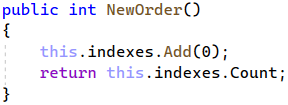 public int NewOrder()
{
    this.indexes.Add(0);
    return this.indexes.Count;
}